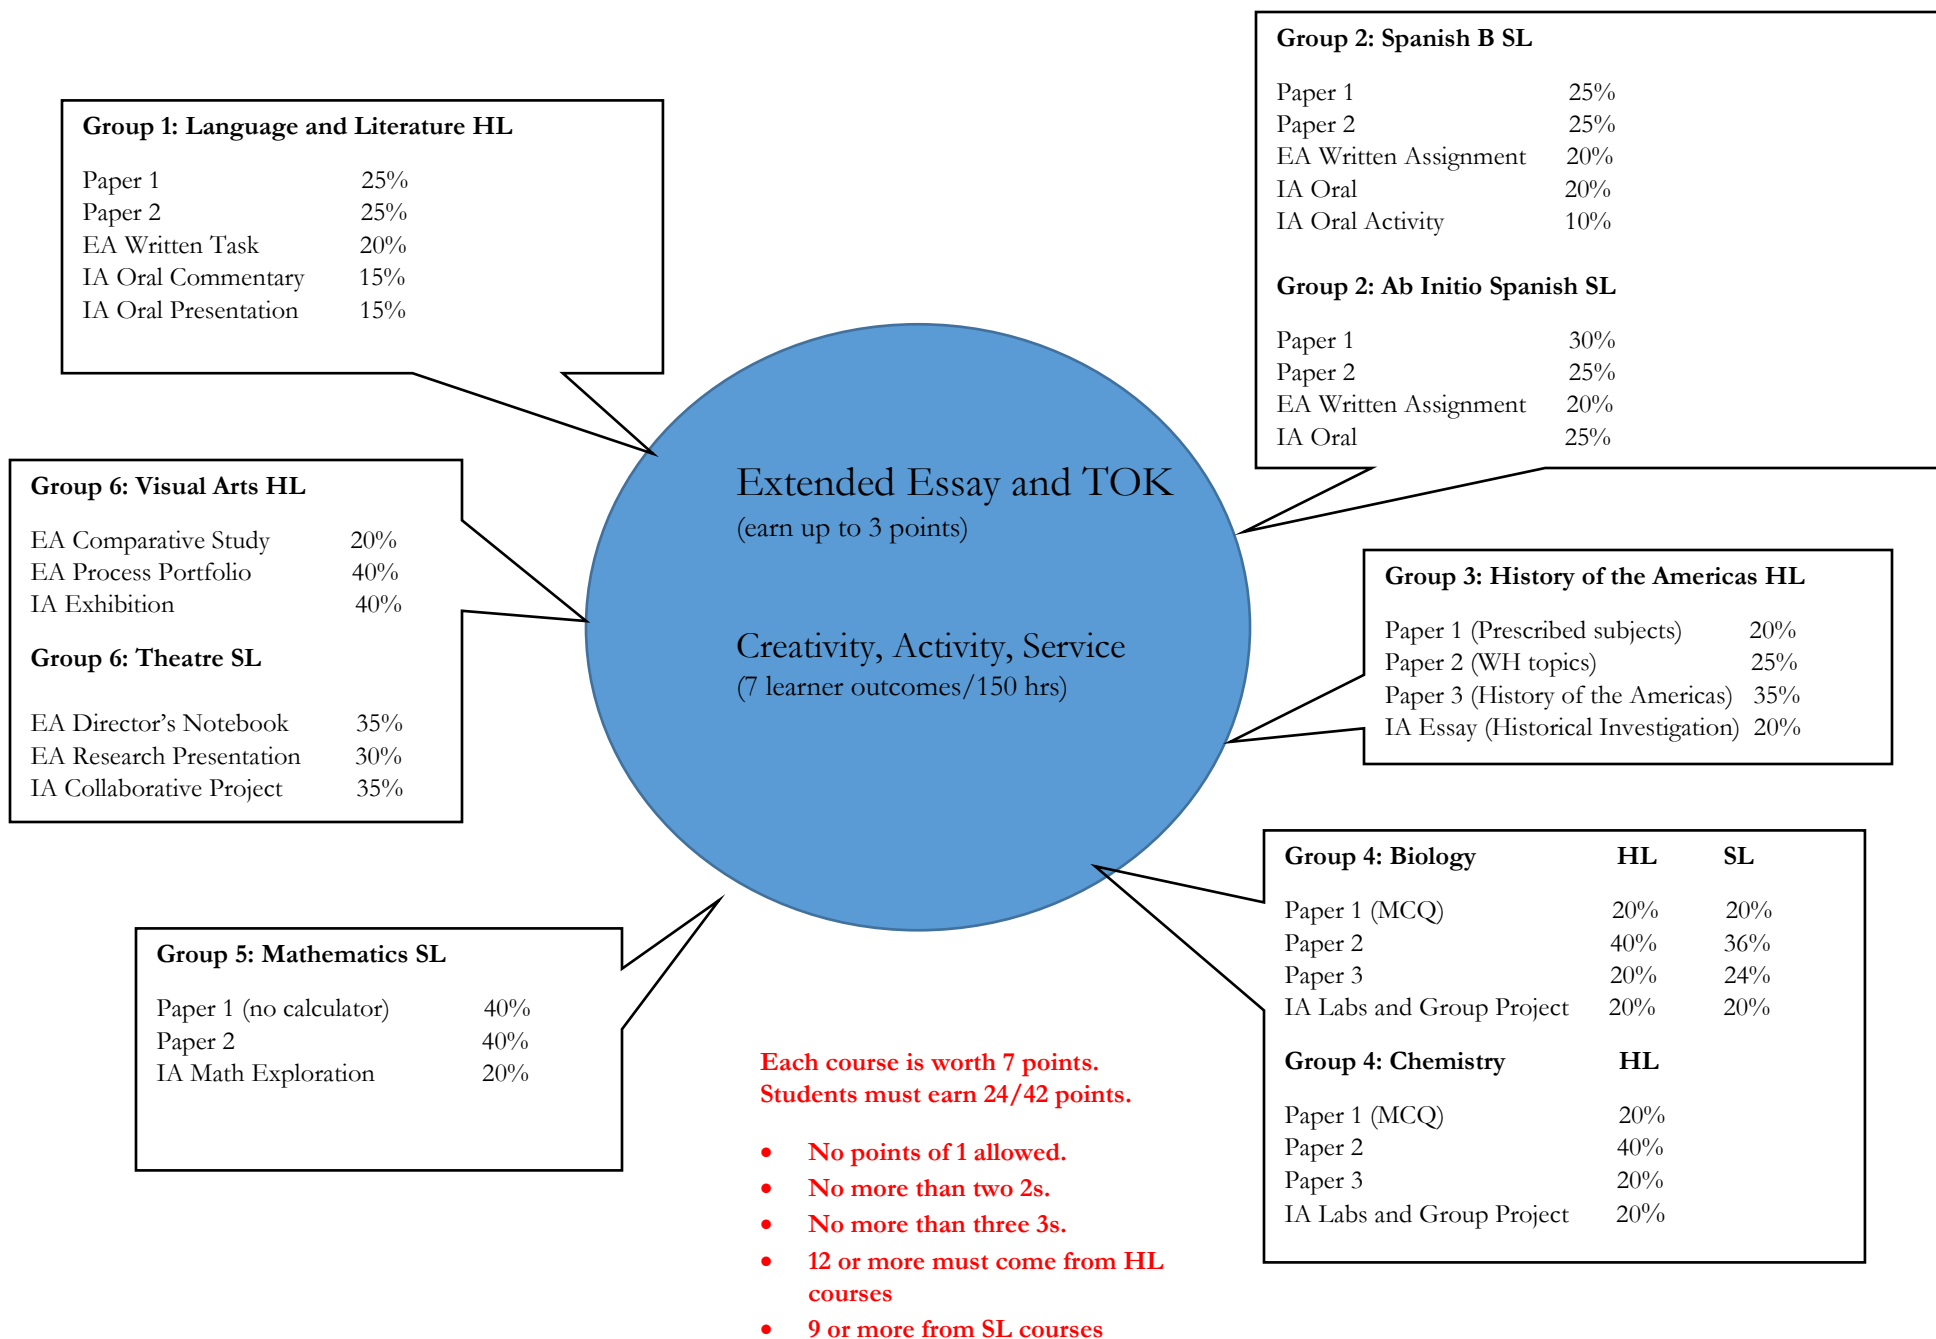 Group 1: Language and Literature HL
Paper 1 25%
Paper 2 25%
EA Written Task 20%
IA Oral Commentary 15%
IA Oral Presentation 15%
Group 2: Spanish B SL
Paper 1 25%
Paper 2 25%
EA Written Assignment 20%
IA Oral 20%
IA Oral Activity 10%
Group 2: Ab Initio Spanish SL
Paper 1 30%
Paper 2 25%
EA Written Assignment 20%
IA Oral 25%
Extended Essay and TOK
(earn up to 3 points)
Creativity, Activity, Service
(7 learner outcomes/150 hrs)
Group 6: Visual Arts HL
EA Comparative Study 20%
EA Process Portfolio 40%
IA Exhibition 40%
Group 6: Theatre SL
EA Director’s Notebook 35%
EA Research Presentation 30%
IA Collaborative Project 35%
Group 3: History of the Americas HL
Paper 1 (Prescribed subjects) 20%
Paper 2 (WH topics) 25%
Paper 3 (History of the Americas) 35%
IA Essay (Historical Investigation) 20%
Group 5: Mathematics SL
Paper 1 (no calculator) 40%
Paper 2 40%
IA Math Exploration 20%
Group 4: Biology HL SL
Paper 1 (MCQ) 20% 20%
Paper 2 40% 36%
Paper 3 20% 24%
IA Labs and Group Project 20% 20%
Group 4: Chemistry HL
Paper 1 (MCQ) 20%
Paper 2 40%
Paper 3 20%
IA Labs and Group Project 20%
Each course is worth 7 points.
Students must earn 24/42 points.
• No points of 1 allowed.
• No more than two 2s.
• No more than three 3s.
• 12 or more must come from HL
courses
• 9 or more from SL courses